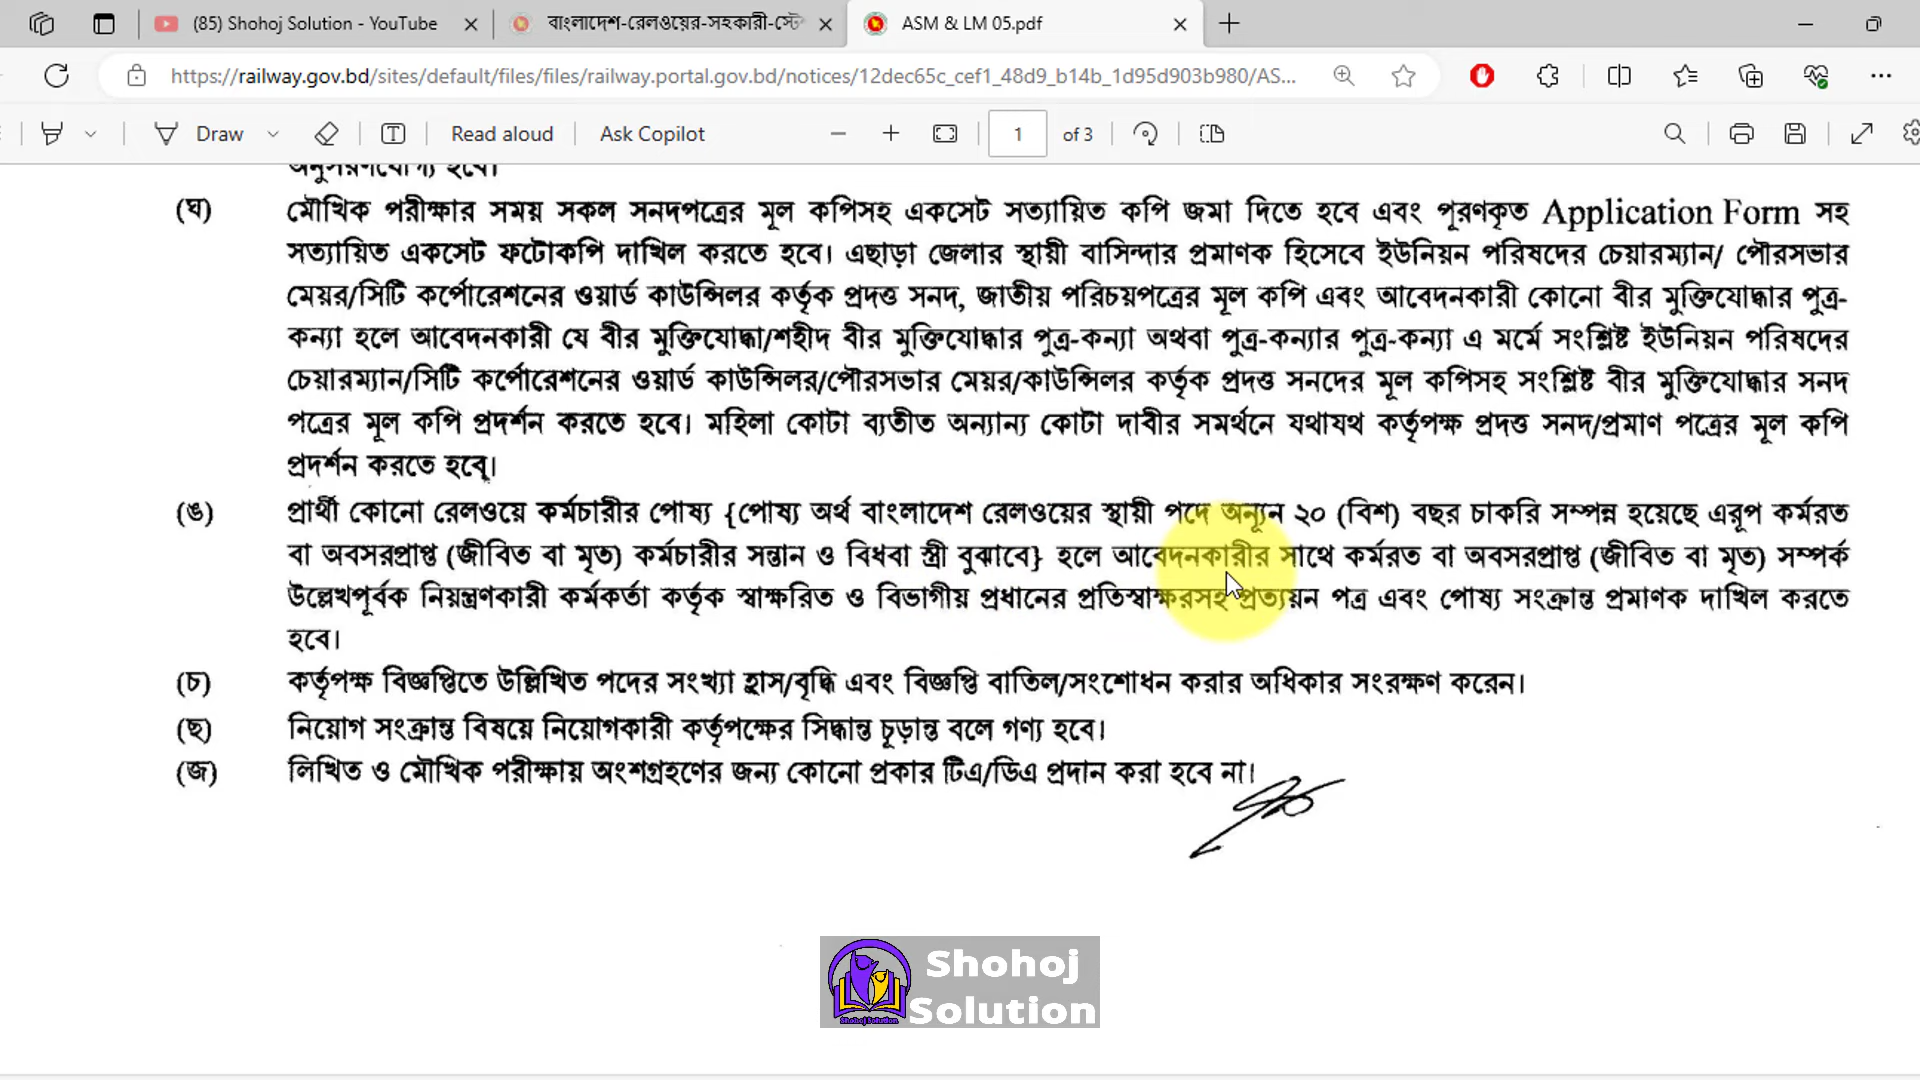 (85) Shohoj Solution - YouTube
বাংলাদেশ-রেলওয়ের-সহকারী-স্টে
ASM & LM 05.pdf
https://railway.gov.bd/sites/default/files/files/railway.portal.gov.bd/notices/12dec65c_cef1_48d9_b14b_1d95d903b980/AS...
Draw
Read aloud
Ask Copilot
1 of 3
অনুসরণযোগ্য হবে।
(ঘ) মৌখিক পরীক্ষার সময় সকল সনদপত্রের মূল কপিসহ একসেট সত্যায়িত কপি জমা দিতে হবে এবং পূরণকৃত Application Form সহ
সত্যায়িত একসেট ফটোকপি দাখিল করতে হবে। এছাড়া জেলার স্থায়ী বাসিন্দার প্রমাণক হিসেবে ইউনিয়ন পরিষদের চেয়ারম্যান/ পৌরসভার
মেয়র/সিটি কর্পোরেশনের ওয়ার্ড কাউন্সিলর কর্তৃক প্রদত্ত সনদ, জাতীয় পরিচয়পত্রের মূল কপি এবং আবেদনকারী কোনো বীর মুক্তিযোদ্ধার পুত্র-
কন্যা হলে আবেদনকারী যে বীর মুক্তিযোদ্ধা/শহীদ বীর মুক্তিযোদ্ধার পুত্র-কন্যা অথবা পুত্র-কন্যার পুত্র-কন্যা এ মর্মে সংশ্লিষ্ট ইউনিয়ন পরিষদের
চেয়ারম্যান/সিটি কর্পোরেশনের ওয়ার্ড কাউন্সিলর/পৌরসভার মেয়র/কাউন্সিলর কর্তৃক প্রদত্ত সনদের মূল কপিসহ সংশ্লিষ্ট বীর মুক্তিযোদ্ধার সনদ
পত্রের মূল কপি প্রদর্শন করতে হবে। মহিলা কোটা ব্যতীত অন্যান্য কোটা দাবীর সমর্থনে যথাযথ কর্তৃপক্ষ প্রদত্ত সনদ/প্রমাণ পত্রের মূল কপি
প্রদর্শন করতে হবে।
(ঙ) প্রার্থী কোনো রেলওয়ে কর্মচারীর পোষ্য {পোষ্য অর্থ বাংলাদেশ রেলওয়ের স্থায়ী পদে অন্যূন ২০ (বিশ) বছর চাকরি সম্পন্ন হয়েছে এরূপ কর্মরত
বা অবসরপ্রাপ্ত (জীবিত বা মৃত) কর্মচারীর সন্তান ও বিধবা স্ত্রী বুঝাবে} হলে আবেদনকারীর সাথে কর্মরত বা অবসরপ্রাপ্ত (জীবিত বা মৃত) সম্পর্ক
উল্লেখপূর্বক নিয়ন্ত্রণকারী কর্মকর্তা কর্তৃক স্বাক্ষরিত ও বিভাগীয় প্রধানের প্রতিস্বাক্ষরসহ প্রত্যয়ন পত্র এবং পোষ্য সংক্রান্ত প্রমাণক দাখিল করতে
হবে।
(চ) কর্তৃপক্ষ বিজ্ঞপ্তিতে উল্লিখিত পদের সংখ্যা হ্রাস/বৃদ্ধি এবং বিজ্ঞপ্তি বাতিল/সংশোধন করার অধিকার সংরক্ষণ করেন।
(ছ) নিয়োগ সংক্রান্ত বিষয়ে নিয়োগকারী কর্তৃপক্ষের সিদ্ধান্ত চূড়ান্ত বলে গণ্য হবে।
(জ) লিখিত ও মৌখিক পরীক্ষায় অংশগ্রহণের জন্য কোনো প্রকার টিএ/ডিএ প্রদান করা হবে না।
Shohoj
Solution
Shohoj Solution